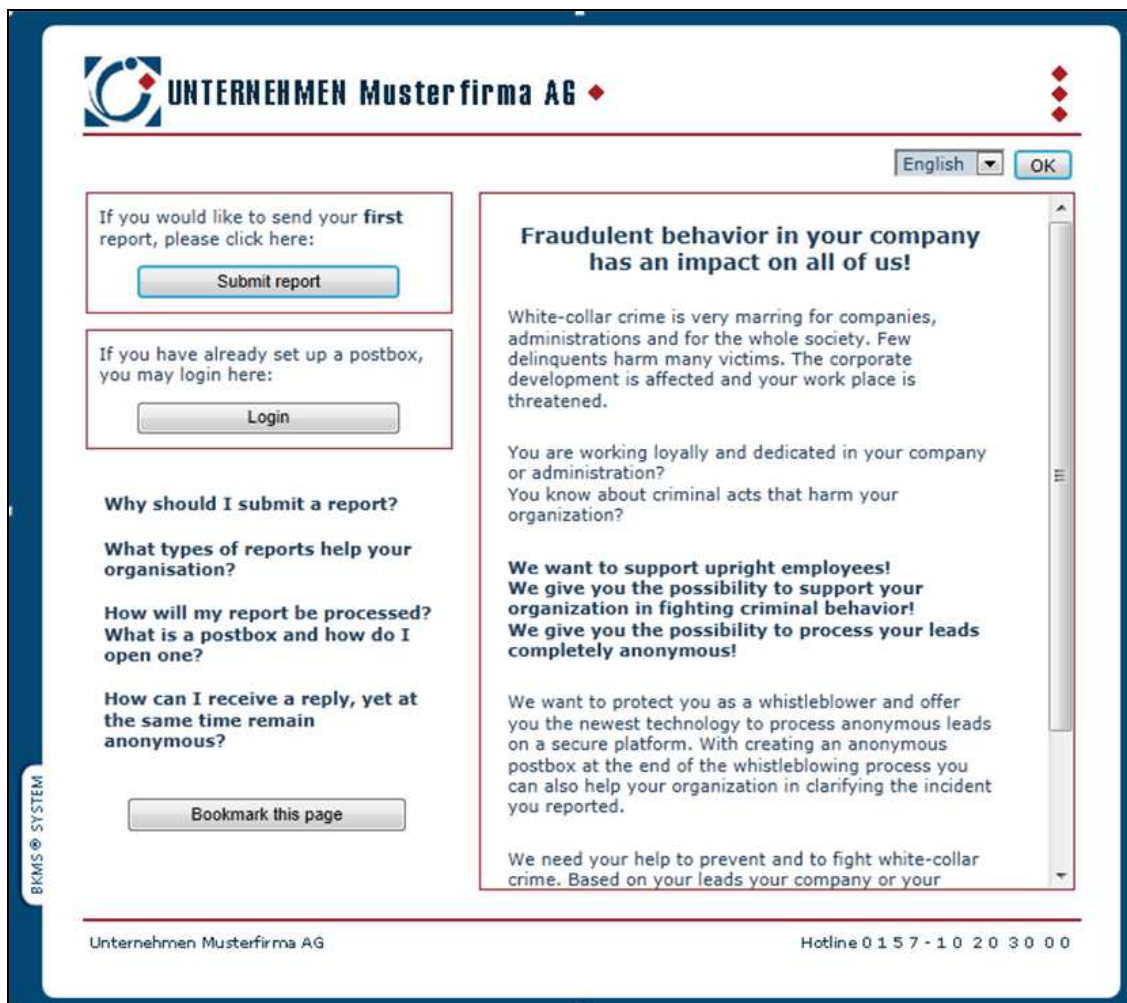 UNTERNEHMEN Musterfirma AG
English
OK
If you would like to send your first
report, please click here:
Submit report
If you have already set up a postbox,
you may login here:
Login
Why should I submit a report?
What types of reports help your
organisation?
How will my report be processed?
What is a postbox and how do I
open one?
How can I receive a reply, yet at
the same time remain
anonymous?
Bookmark this page
BKMS® SYSTEM
Fraudulent behavior in your company
has an impact on all of us!
White-collar crime is very marring for companies,
administrations and for the whole society. Few
delinquents harm many victims. The corporate
development is affected and your work place is
threatened.
You are working loyally and dedicated in your company
or administration?
You know about criminal acts that harm your
organization?
We want to support upright employees!
We give you the possibility to support your
organization in fighting criminal behavior!
We give you the possibility to process your leads
completely anonymous!
We want to protect you as a whistleblower and offer
you the newest technology to process anonymous leads
on a secure platform. With creating an anonymous
postbox at the end of the whistleblowing process you
can also help your organization in clarifying the incident
you reported.
We need your help to prevent and to fight white-collar
crime. Based on your leads your company or your
Unternehmen Musterfirma AG
Hotline 0 1 5 7 - 1 0 2 0 3 0 0 0